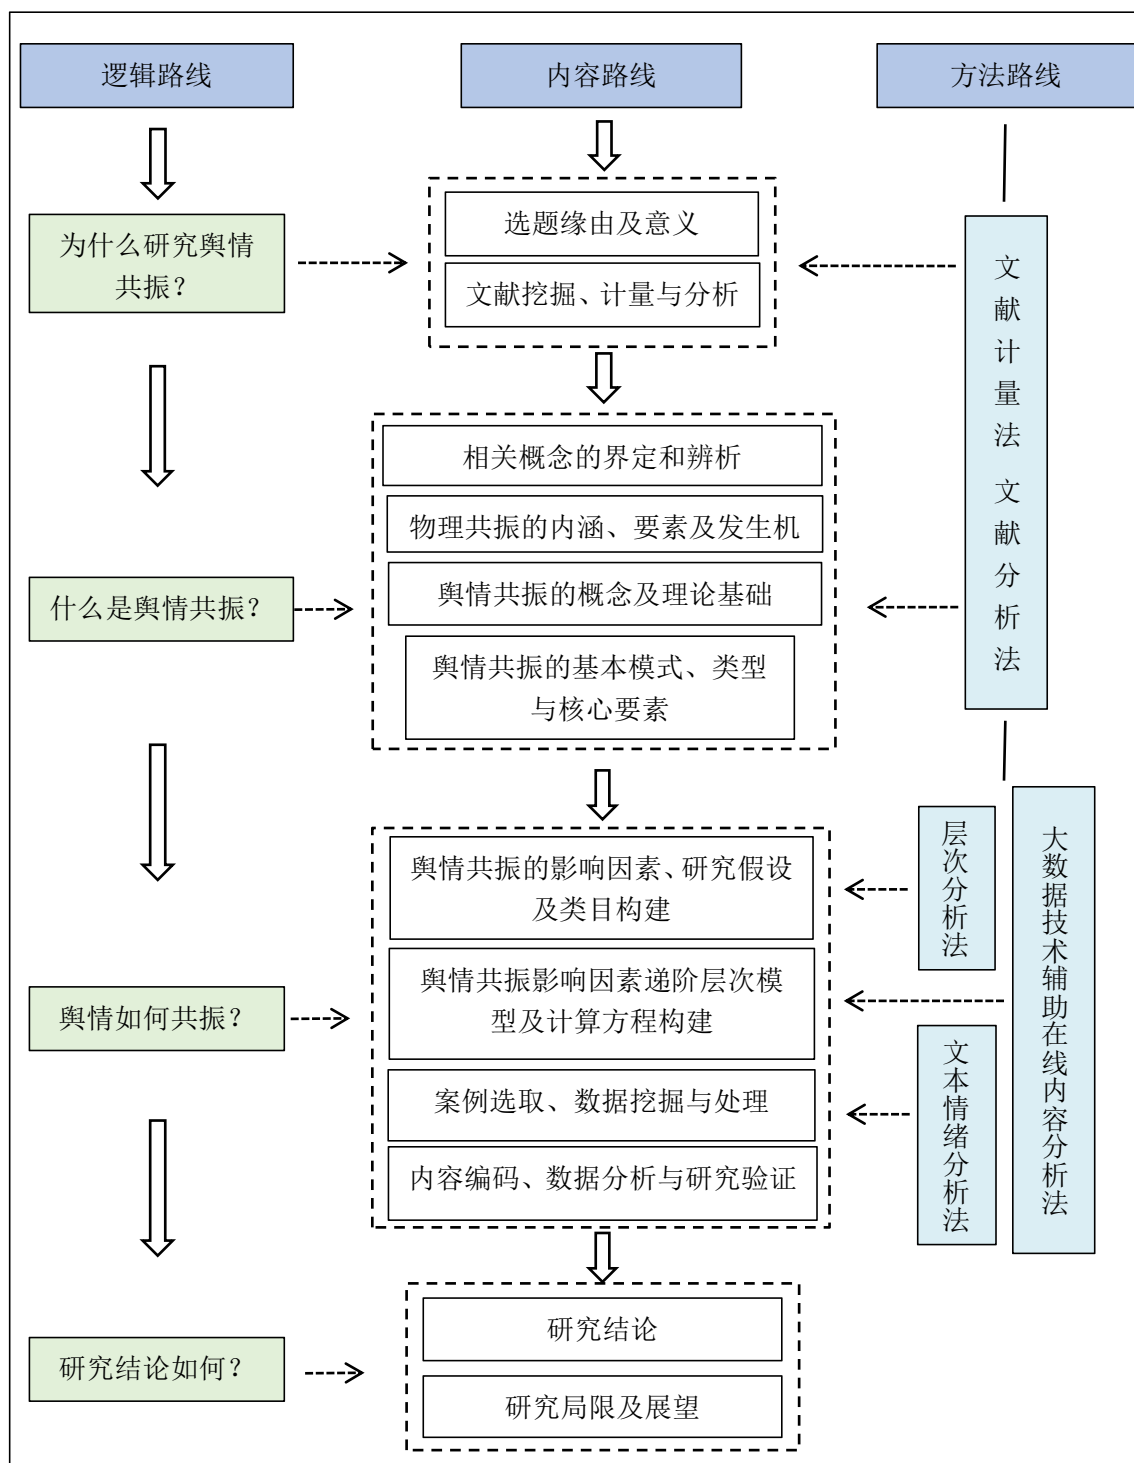 逻辑路线
内容路线
方法路线
为什么研究舆情
共振？
选题缘由及意义
文献挖掘、计量与分析
文献计量法
文献分析法
什么是舆情共振？
相关概念的界定和辨析
物理共振的内涵、要素及发生机
舆情共振的概念及理论基础
舆情共振的基本模式、类型
与核心要素
舆情如何共振？
舆情共振的影响因素、研究假设
及类目构建
舆情共振影响因素递阶层次模
型及计算方程构建
案例选取、数据挖掘与处理
内容编码、数据分析与研究验证
层次分析法
文本情绪分析法
大数据技术辅助在线内容分析法
研究结论如何？
研究结论
研究局限及展望